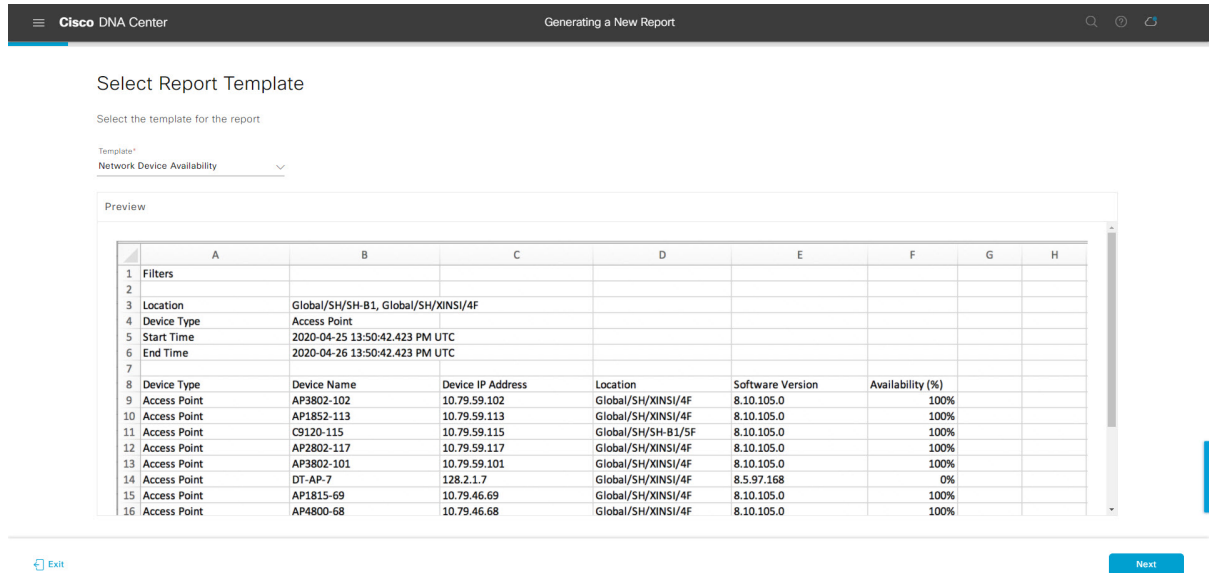 Cisco DNA Center Generating a New Report
Select Report Template
Select the template for the report
Template*
Network Device Availability
Preview
A B C D E F G H
1 Filters
2
3 Location Global/SH/SH-B1, Global/SH/XINSI/4F
4 Device Type Access Point
5 Start Time 2020-04-25 13:50:42.423 PM UTC
6 End Time 2020-04-26 13:50:42.423 PM UTC
7
8 Device Type Device Name Device IP Address Location Software Version Availability (%)
9 Access Point AP3802-102 10.79.59.102 Global/SH/XINSI/4F 8.10.105.0 100%
10 Access Point AP1852-113 10.79.59.113 Global/SH/XINSI/4F 8.10.105.0 100%
11 Access Point C9120-115 10.79.59.115 Global/SH/SH-B1/5F 8.10.105.0 100%
12 Access Point AP2802-117 10.79.59.117 Global/SH/XINSI/4F 8.10.105.0 100%
13 Access Point AP3802-101 10.79.59.101 Global/SH/XINSI/4F 8.10.105.0 100%
14 Access Point DT-AP-7 128.2.1.7 Global/SH/XINSI/4F 8.5.97.168 0%
15 Access Point AP1815-69 10.79.46.69 Global/SH/XINSI/4F 8.10.105.0 100%
16 Access Point AP4800-68 10.79.46.68 Global/SH/XINSI/4F 8.10.105.0 100%
Exit Next